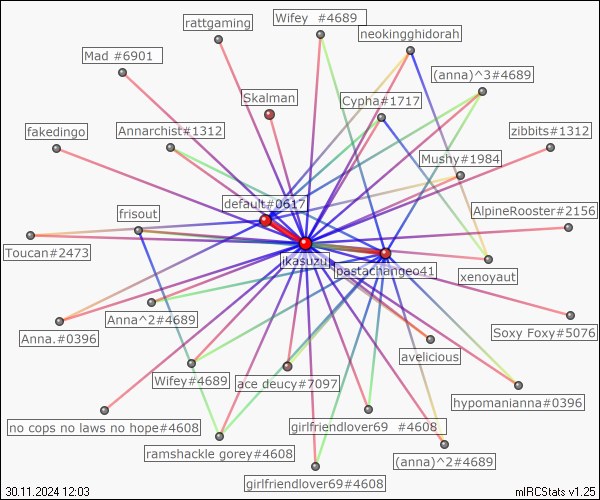 Wifey  #4689
rattgaming
neokingghidorah
Mad #6901
(anna)^3#4689
Skalman
Cypha#1717
fakedingo
Annarchist#1312
zibbits#1312
Mushy#1984
default#0617
frisout
AlpineRooster#2156
Toucan#2473
ikasuzu
pastachangeo41
xenoyaut
Anna^2#4689
Anna.#0396
Soxy Foxy#5076
avelicious
Wifey#4689
ace deucy#7097
hypomanianna#0396
no cops no laws no hope#4608
girlfriendlover69  #4608
ramshackle gorey#4608
(anna)^2#4689
girlfriendlover69#4608
30.11.2024 12:03
mIRCStats v1.25